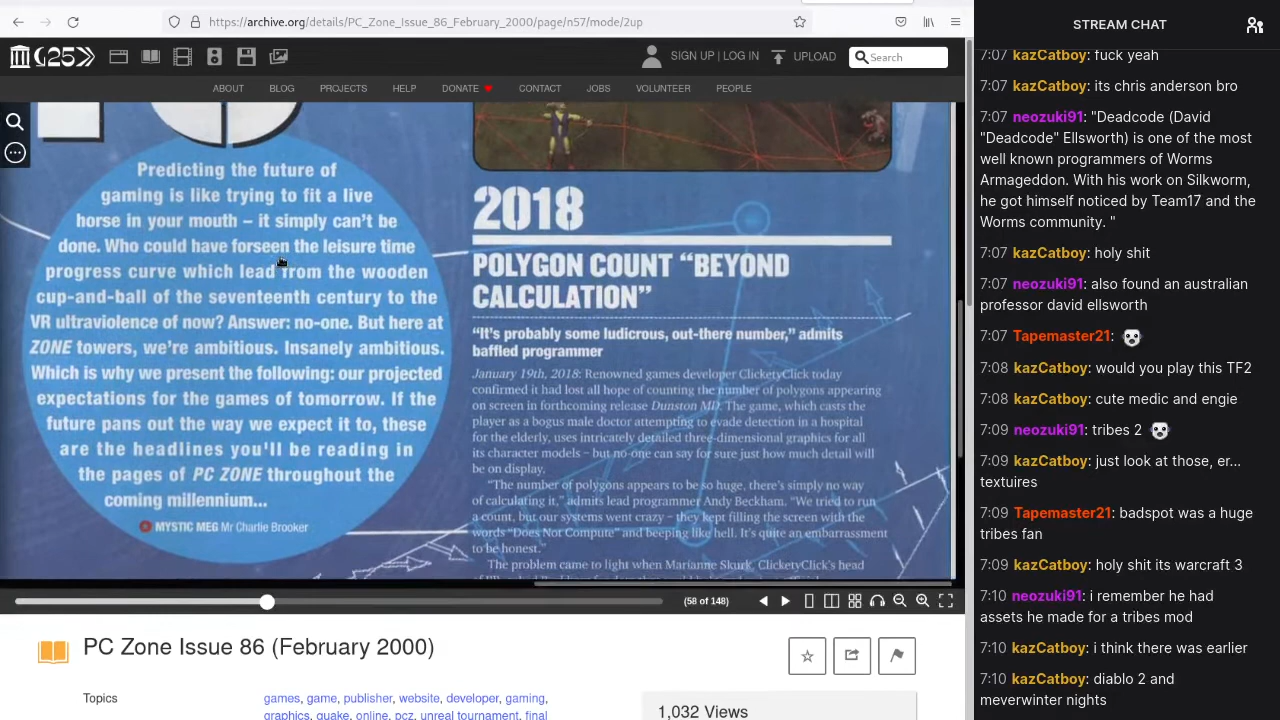 https://archive.org/details/PC_Zone_Issue_86_February_2000/page/n57/mode/2up
SIGN UP | LOG IN
UPLOAD
Search
ABOUT
BLOG
PROJECTS
HELP
DONATE
CONTACT
JOBS
VOLUNTEER
PEOPLE
Predicting the future of
gaming is like trying to fit a live
horse in your mouth – it simply can't be
done. Who could have forseen the leisure time
progress curve which lead from the wooden
cup-and-ball of the seventeenth century to the
VR ultraviolence of now? Answer: no-one. But here at
ZONE towers, we're ambitious. Insanely ambitious.
Which is why we present the following: our projected
expectations for the games of tomorrow. If the
future pans out the way we expect it to, these
are the headlines you'll be reading in
the pages of PC ZONE throughout the
coming millennium...
MYSTIC MEG Mr Charlie Brooker
2018
POLYGON COUNT “BEYOND
CALCULATION”
“It's probably some ludicrous, out-there number,” admits
baffled programmer
January 19th, 2018: Renowned games developer ClicketyClick today
confirmed it had lost all hope of counting the number of polygons appearing
on screen in forthcoming release Dunston MD. The game, which casts the
player as a bogus male doctor attempting to evade detection in a hospital
for the elderly, uses intricately detailed three-dimensional graphics for all
its character models – but no-one can say for sure just how much detail will
be on display.
“The number of polygons appears to be so huge, there's simply no way
of calculating it,” admits lead programmer Andy Beckham. “We tried to run
a count, but our systems went crazy – they kept filling the screen with the
words “Does Not Compute” and beeping like hell. It's quite an embarrassment
to be honest.”
The problem came to light when Marianne Skurk, ClicketyClick's head
(58 of 148)
PC Zone Issue 86 (February 2000)
Topics
games, game, publisher, website, developer, gaming,
graphics, quake, online, pcz, unreal tournament, final
1,032 Views
STREAM CHAT
7:07 kazCatboy: fuck yeah
7:07 kazCatboy: its chris anderson bro
7:07 neozuki91: "Deadcode (David
"Deadcode" Ellsworth) is one of the most
well known programmers of Worms
Armageddon. With his work on Silkworm,
he got himself noticed by Team17 and the
Worms community. "
7:07 kazCatboy: holy shit
7:07 neozuki91: also found an australian
professor david ellsworth
7:07 Tapemaster21:
7:08 kazCatboy: would you play this TF2
7:08 kazCatboy: cute medic and engie
7:09 neozuki91: tribes 2
7:09 kazCatboy: just look at those, er...
textuires
7:09 Tapemaster21: badspot was a huge
tribes fan
7:09 kazCatboy: holy shit its warcraft 3
7:10 neozuki91: i remember he had
assets he made for a tribes mod
7:10 kazCatboy: i think there was earlier
7:10 kazCatboy: diablo 2 and
meverwinter nights